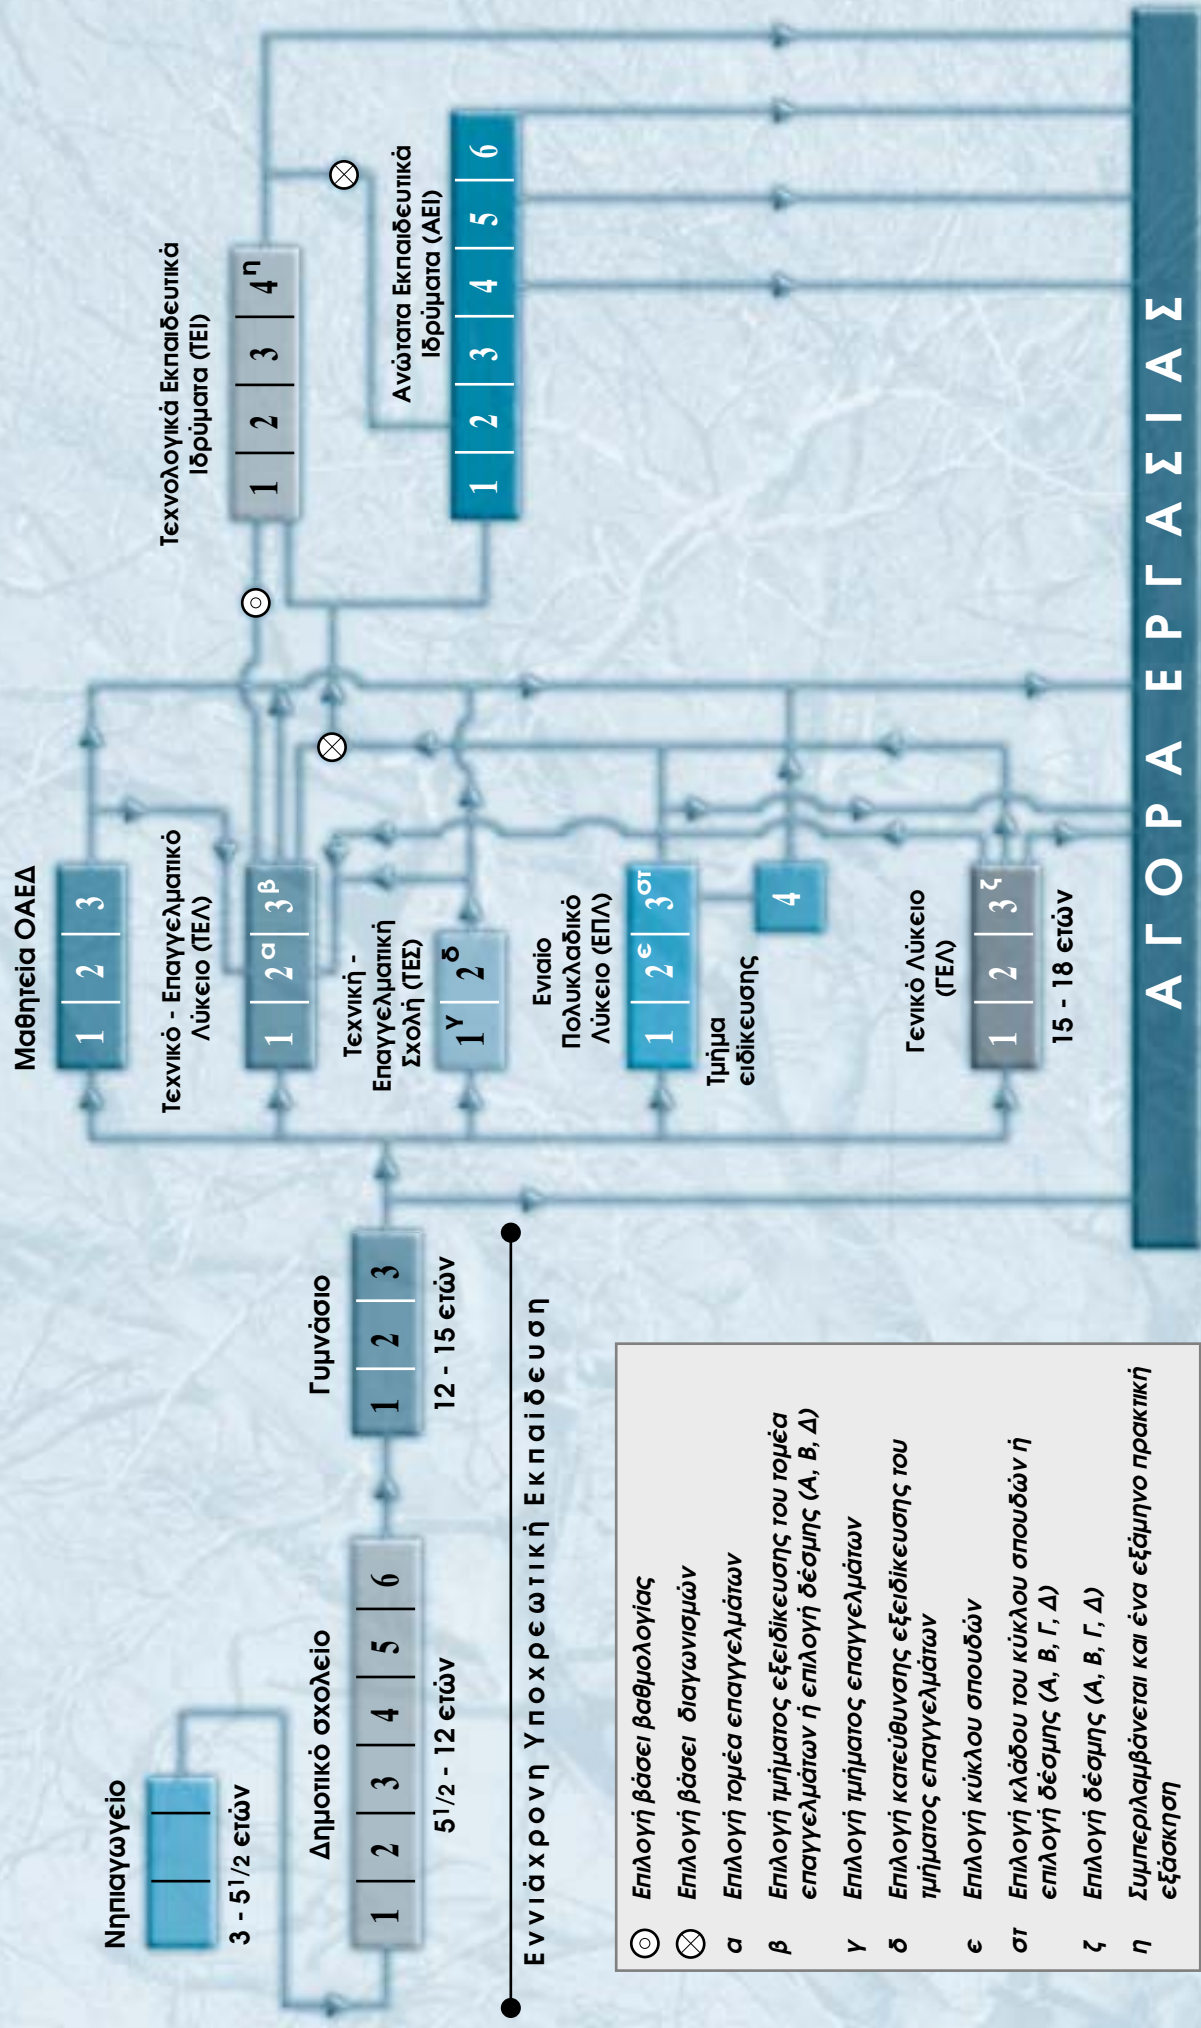 Νηπιαγωγείο
3 - 5 1/2 ετών
Δημοτικό σχολείο
1 2 3 4 5 6
5 1/2 - 12 ετών
Εννιάχρονη Υποχρεωτική Εκπαίδευση
Γυμνάσιο
1 2 3
12 - 15 ετών
Μαθητεία ΟΑΕΔ
1 2 3
Τεχνικό - Επαγγελματικό
Λύκειο (ΤΕΛ)
1 2α 3β
Τεχνική -
Επαγγελματική
Σχολή (ΤΕΣ)
1γ 2δ
Ενιαίο
Πολυκλαδικό
Λύκειο (ΕΠΛ)
1 2ε 3στ
Τμήμα
ειδίκευσης
4
Γενικό Λύκειο
(ΓΕΛ)
1 2 3ζ
15 - 18 ετών
Τεχνολογικά Εκπαιδευτικά
Ιδρύματα (ΤΕΙ)
1 2 3 4η
Ανώτατα Εκπαιδευτικά
Ιδρύματα (ΑΕΙ)
1 2 3 4 5 6
ΑΓΟΡΑ ΕΡΓΑΣΙΑΣ
Επιλογή βάσει βαθμολογίας
Επιλογή βάσει διαγωνισμών
α Επιλογή τομέα επαγγελμάτων
β Επιλογή τμήματος εξειδίκευσης του τομέα
επαγγελμάτων ή επιλογή δέσμης (Α, Β, Δ)
γ Επιλογή τμήματος επαγγελμάτων
δ Επιλογή κατεύθυνσης εξειδίκευσης του
τμήματος επαγγελμάτων
ε Επιλογή κύκλου σπουδών
στ Επιλογή κλάδου του κύκλου σπουδών ή
επιλογή δέσμης (Α, Β, Γ, Δ)
ζ Επιλογή δέσμης (Α, Β, Γ, Δ)
η Συμπεριλαμβάνεται και ένα εξάμηνο πρακτική
εξάσκηση